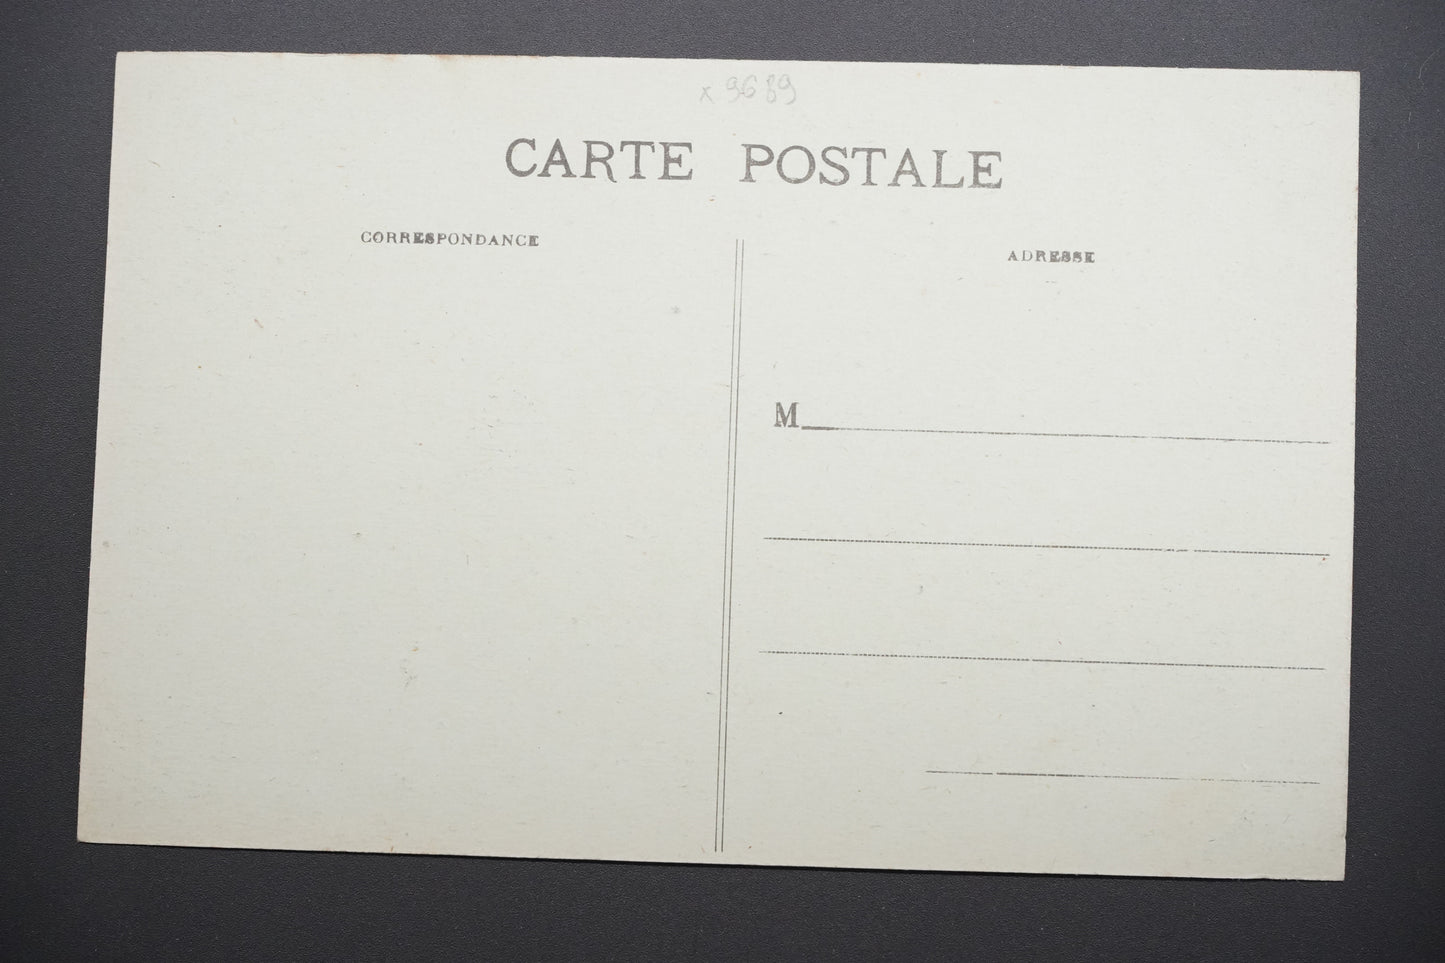 x 9689
CARTE POSTALE
CORRESPONDANCE
ADRESSE
M